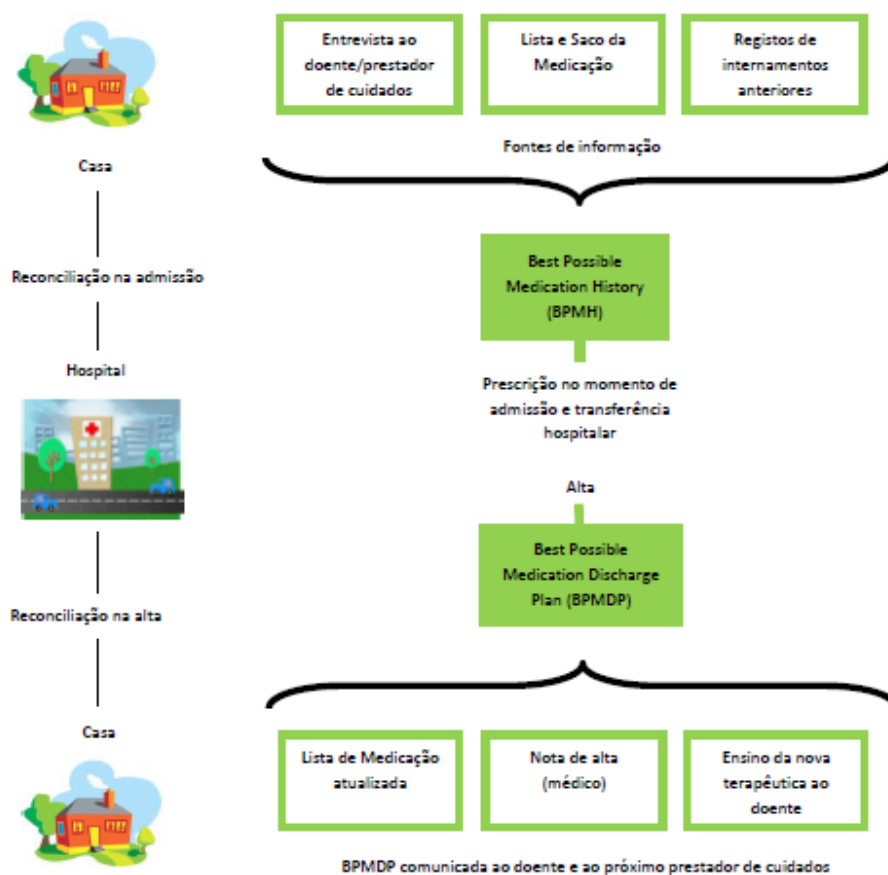 Entrevista ao
doente/prestador
de cuidados
Lista e Saco da
Medicação
Registos de
internamentos
anteriores
Fontes de informação
Casa
Reconciliação na admissão
Best Possible
Medication History
(BPMH)
Hospital
Prescrição no momento de
admissão e transferência
hospitalar
Alta
Best Possible
Medication Discharge
Plan (BPMDP)
Reconciliação na alta
Casa
Lista de Medicação
atualizada
Nota de alta
(médico)
Ensino da nova
terapêutica ao
doente
BPMDP comunicada ao doente e ao próximo prestador de cuidados